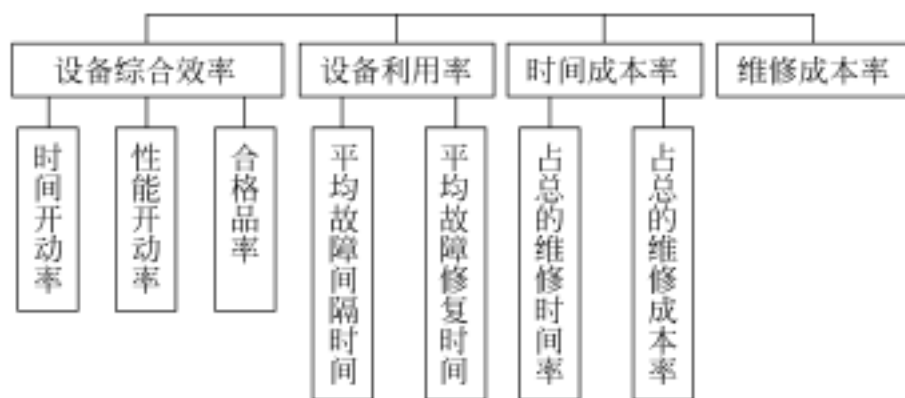 设备综合效率
设备利用率
时间成本率
维修成本率
时间开动率
性能开动率
合格品率
平均故障间隔时间
平均故障修复时间
占总的维修时间率
占总的维修成本率